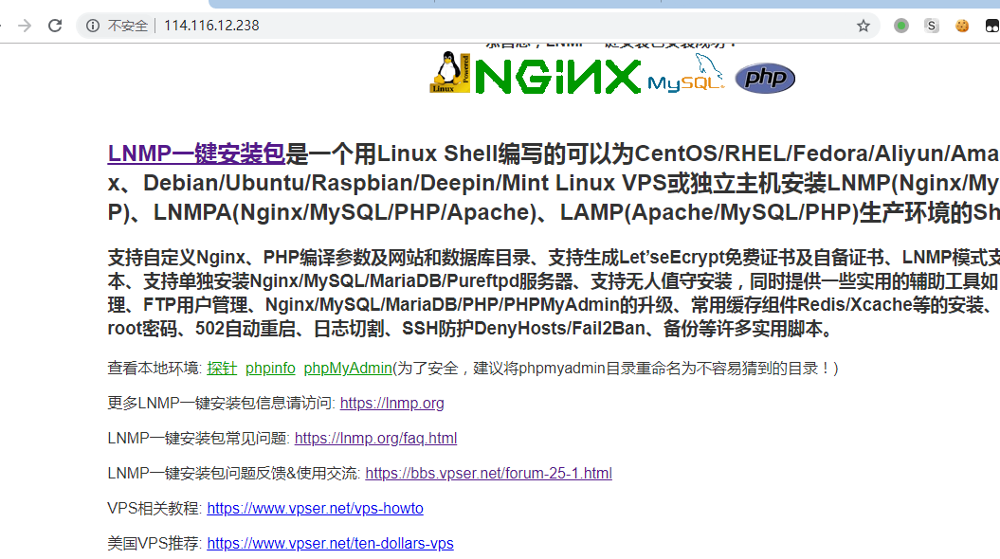 不安全 114.116.12.238
S
恭喜您，LNMP一键安装包安装成功！
Linux Powered NGiNX MySQL php
LNMP一键安装包是一个用Linux Shell编写的可以为CentOS/RHEL/Fedora/Aliyun/Ama
x、Debian/Ubuntu/Raspbian/Deepin/Mint Linux VPS或独立主机安装LNMP(Nginx/My
P)、LNMPA(Nginx/MySQL/PHP/Apache)、LAMP(Apache/MySQL/PHP)生产环境的Sh
支持自定义Nginx、PHP编译参数及网站和数据库目录、支持生成Let’seEcrypt免费证书及自备证书、LNMP模式支
本、支持单独安装Nginx/MySQL/MariaDB/Pureftpd服务器、支持无人值守安装，同时提供一些实用的辅助工具如
理、FTP用户管理、Nginx/MySQL/MariaDB/PHP/PHPMyAdmin的升级、常用缓存组件Redis/Xcache等的安装、
root密码、502自动重启、日志切割、SSH防护DenyHosts/Fail2Ban、备份等许多实用脚本。
查看本地环境: 探针 phpinfo phpMyAdmin(为了安全，建议将phpmyadmin目录重命名为不容易猜到的目录！)
更多LNMP一键安装包信息请访问: https://lnmp.org
LNMP一键安装包常见问题: https://lnmp.org/faq.html
LNMP一键安装包问题反馈&使用交流: https://bbs.vpser.net/forum-25-1.html
VPS相关教程: https://www.vpser.net/vps-howto
美国VPS推荐: https://www.vpser.net/ten-dollars-vps